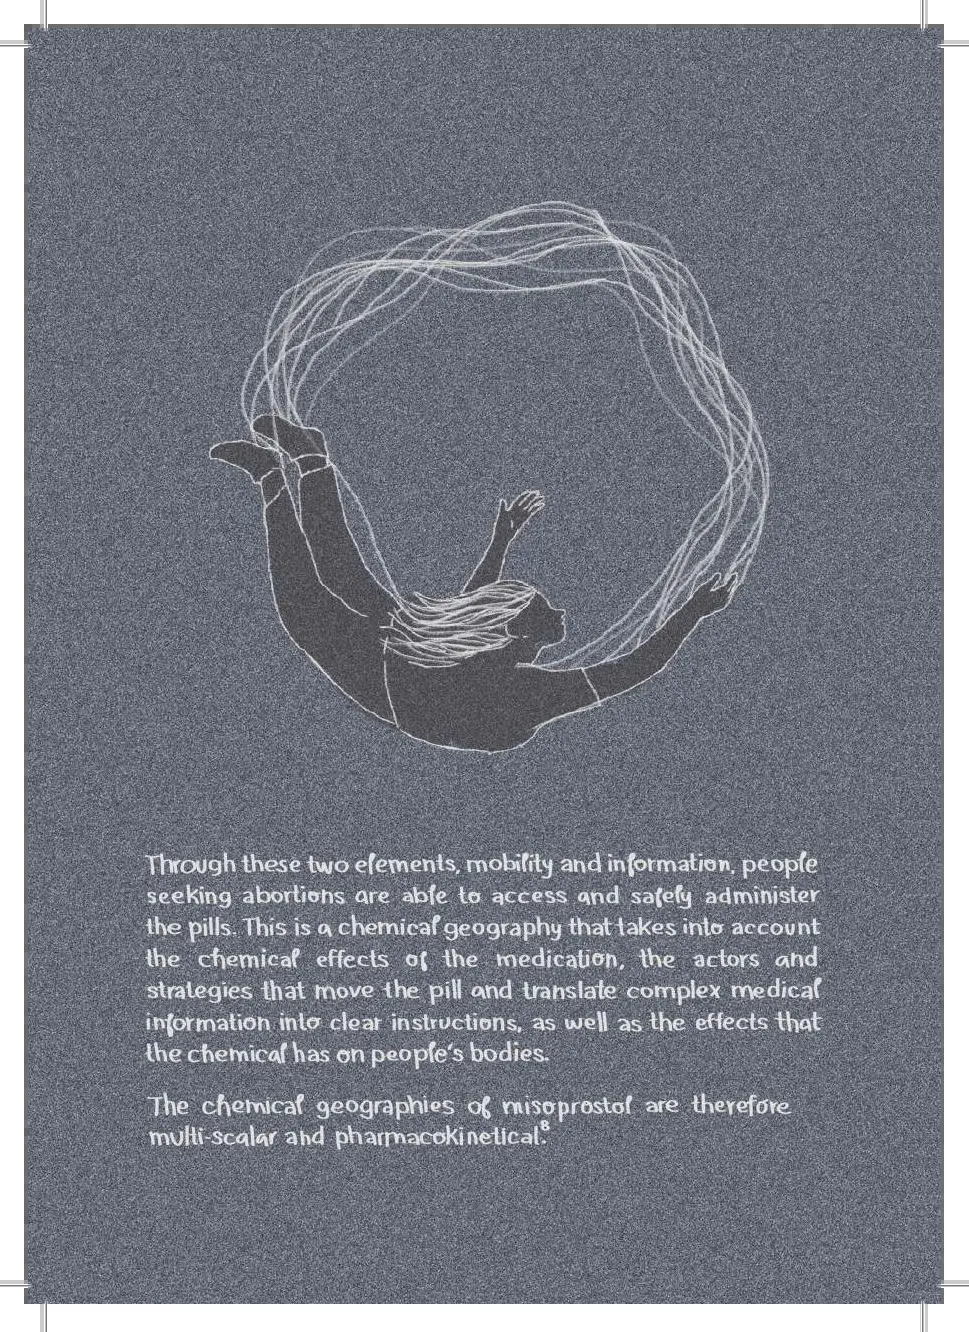 Through these two elements, mobility and information, people
seeking abortions are able to access and safely administer
the pills. This is a chemical geography that takes into account
the chemical effects of the medication, the actors and
strategies that move the pill and translate complex medical
information into clear instructions, as well as the effects that
the chemical has on people's bodies.
The chemical geographies of misoprostol are therefore
multi-scalar and pharmacokinetical.⁸